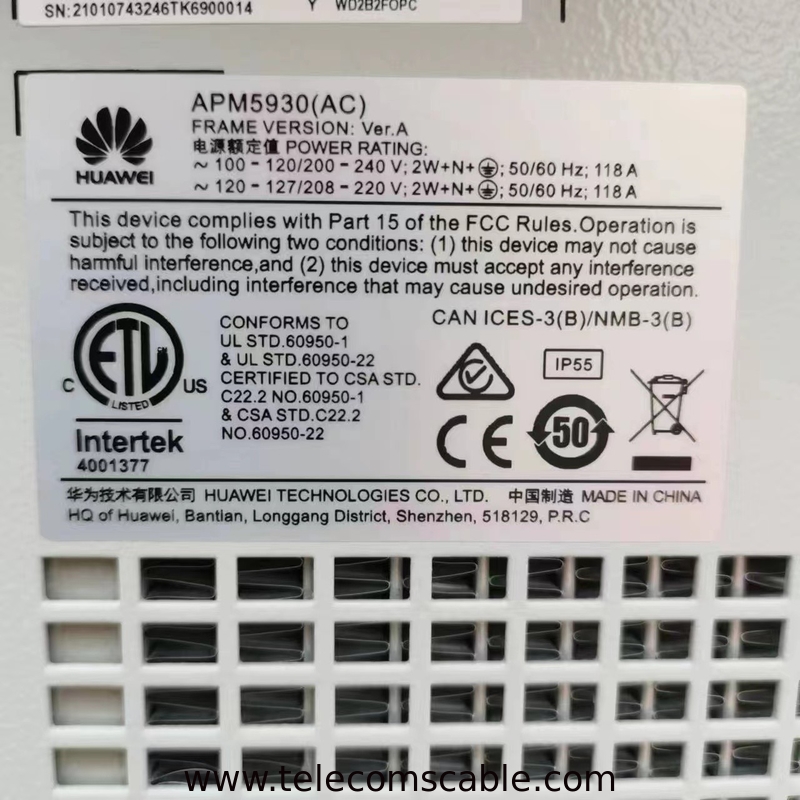 SN:21010743246TK6900014 Y WD2B2FOPC
APM5930(AC)
FRAME VERSION: Ver.A
电源额定值 POWER RATING:
~ 100 - 120/200 - 240 V; 2W+N+⏚; 50/60 Hz; 118 A
~ 120 - 127/208 - 220 V; 2W+N+⏚; 50/60 Hz; 118 A
HUAWEI
This device complies with Part 15 of the FCC Rules.Operation is
subject to the following two conditions: (1) this device may not cause
harmful interference,and (2) this device must accept any interference
received,including interference that may cause undesired operation.
CAN ICES-3(B)/NMB-3(B)
ETL
CM
C US
LISTED
Intertek
4001377
CONFORMS TO
UL STD.60950-1
& UL STD.60950-22
CERTIFIED TO CSA STD.
C22.2 NO.60950-1
& CSA STD.C22.2
NO.60950-22
IP55
CE
50
华为技术有限公司 HUAWEI TECHNOLOGIES CO., LTD. 中国制造 MADE IN CHINA
HQ of Huawei, Bantian, Longgang District, Shenzhen, 518129, P.R.C
www.telecomscable.com